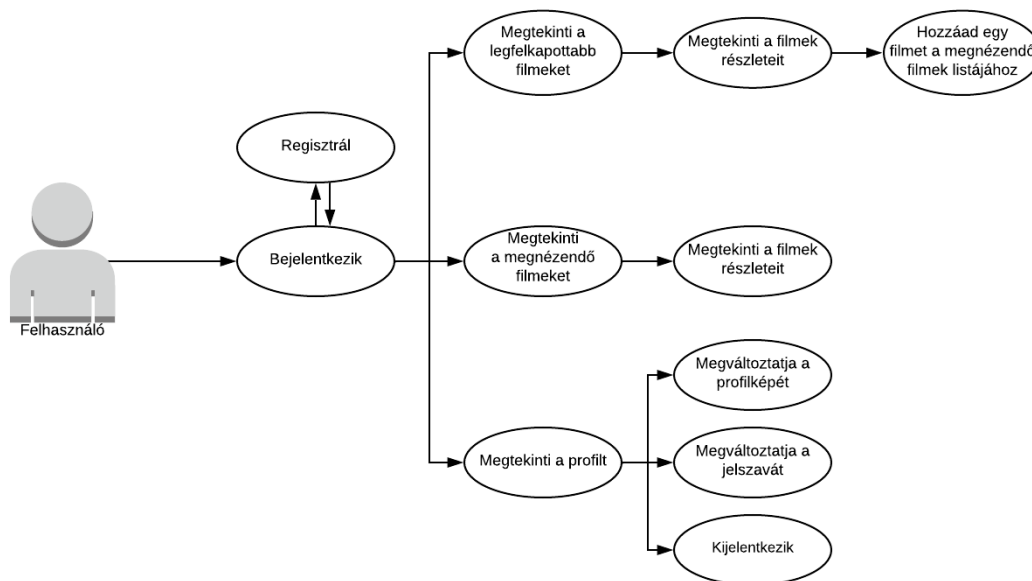 Megtekinti a
legfelkapottabb
filmeket
Megtekinti a filmek
részleteit
Hozzáad egy
filmet a megnézendő
filmek listájához
Regisztrál
Felhasználó
Bejelentkezik
Megtekinti
a megnézendő
filmeket
Megtekinti a filmek
részleteit
Megtekinti a profilt
Megváltoztatja a
profilképét
Megváltoztatja a
jelszavát
Kijelentkezik